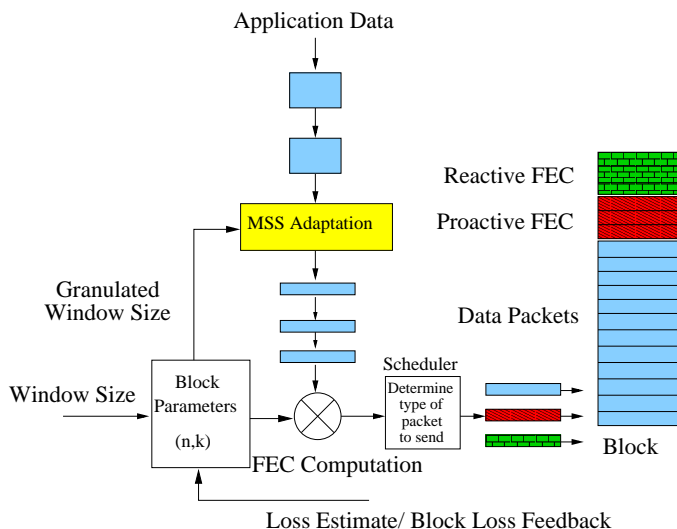 Application Data
Reactive FEC
MSS Adaptation
Proactive FEC
Granulated
Window Size
Data Packets
Scheduler
Window Size
Block
Parameters
(n,k)
Determine
type of
packet
to send
FEC Computation
Block
Loss Estimate/ Block Loss Feedback